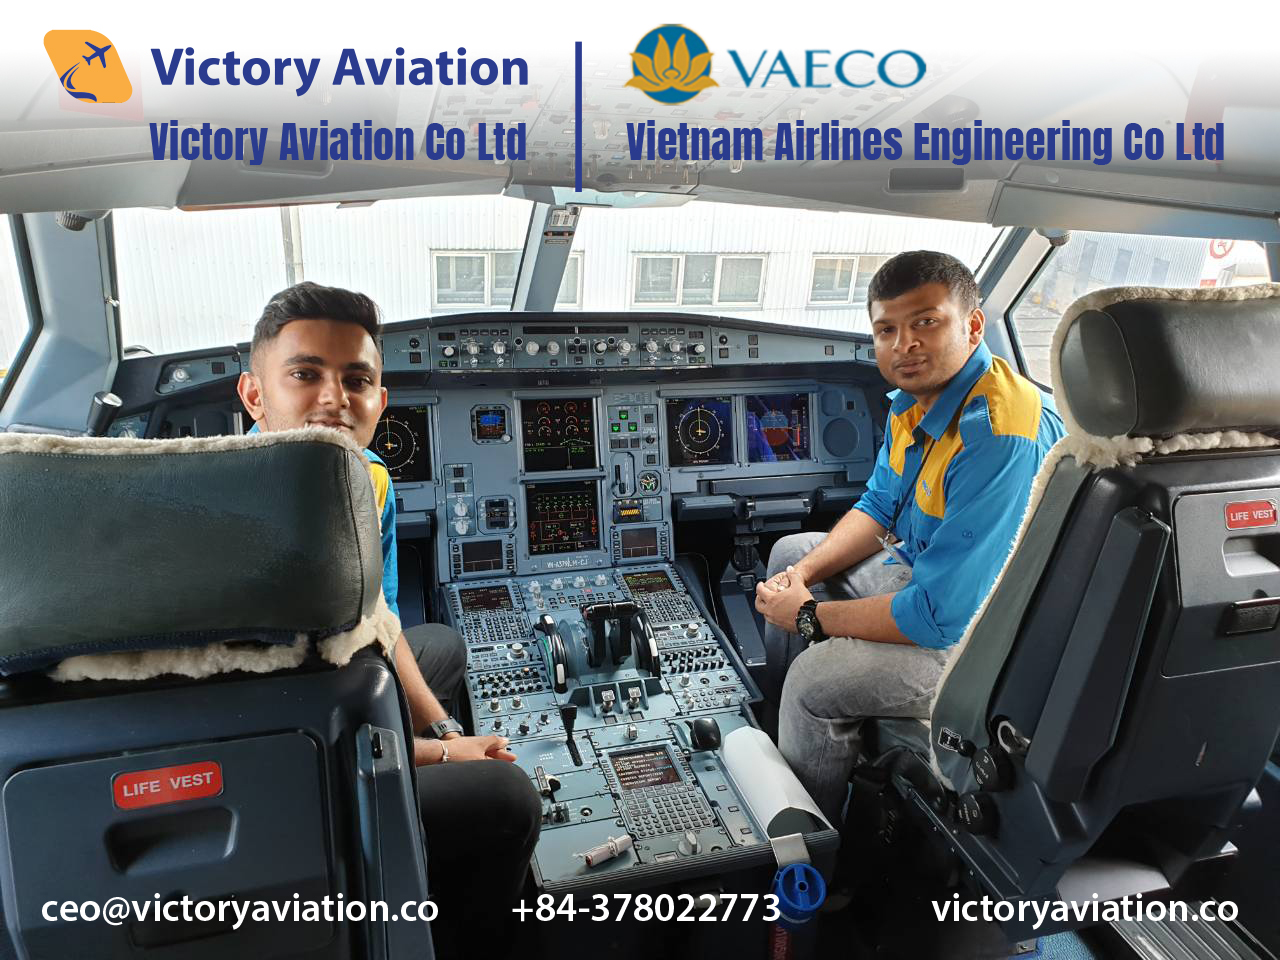 Victory Aviation
VAECO
Victory Aviation Co Ltd
Vietnam Airlines Engineering Co Ltd
LIFE VEST
LIFE VEST
ceo@victoryaviation.co
+84-378022773
victoryaviation.co